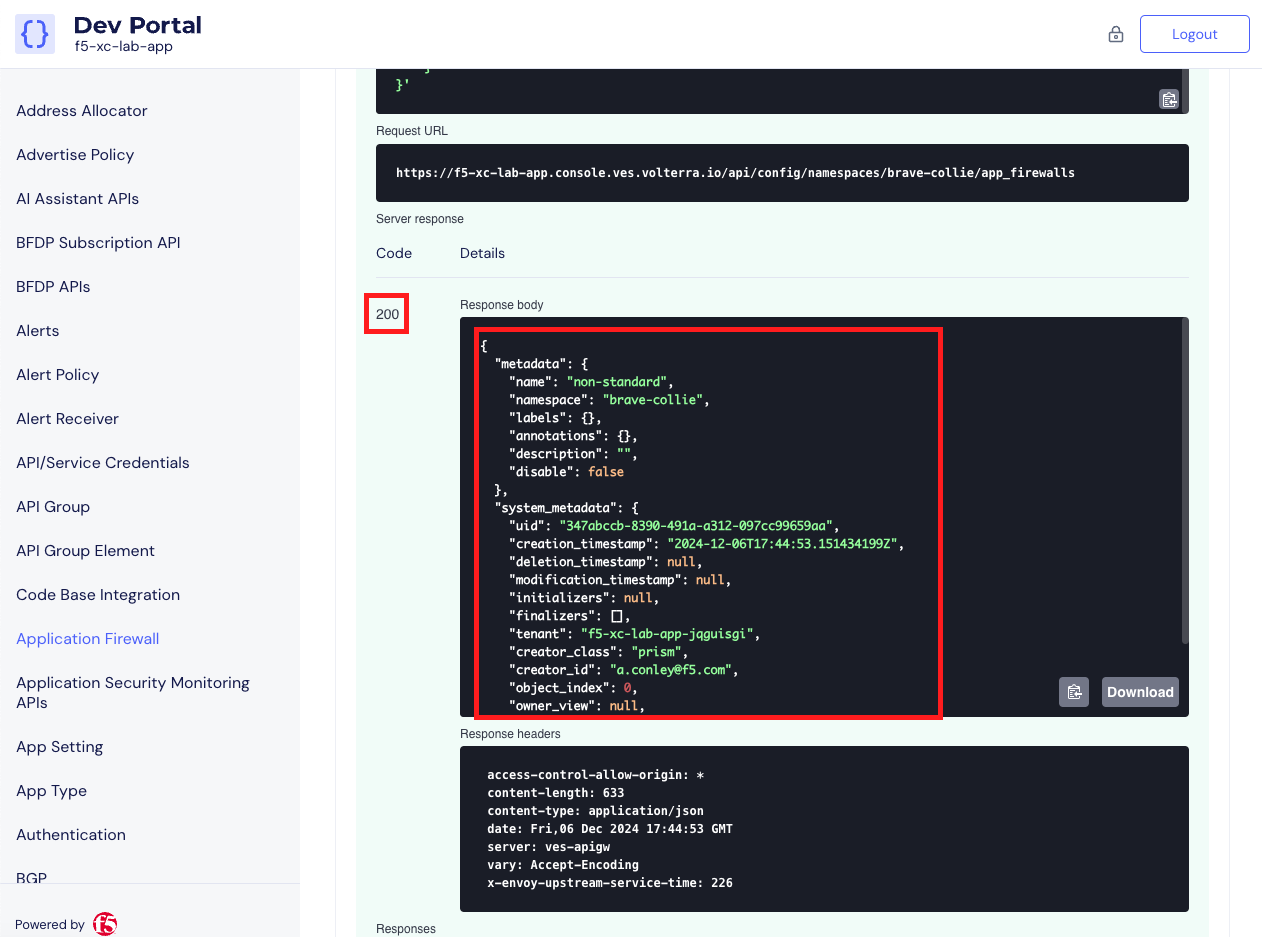 { }
Dev Portal
f5-xc-lab-app
Logout
Address Allocator
Advertise Policy
AI Assistant APIs
BFDP Subscription API
BFDP APIs
Alerts
Alert Policy
Alert Receiver
API/Service Credentials
API Group
API Group Element
Code Base Integration
Application Firewall
Application Security Monitoring
APIs
App Setting
App Type
Authentication
BGP
Powered by f5
}
}'
Request URL
https://f5-xc-lab-app.console.ves.volterra.io/api/config/namespaces/brave-collie/app_firewalls
Server response
Code Details
200
Response body
{
"metadata": {
"name": "non-standard",
"namespace": "brave-collie",
"labels": {},
"annotations": {},
"description": "",
"disable": false
},
"system_metadata": {
"uid": "347abccb-8390-491a-a312-097cc99659aa",
"creation_timestamp": "2024-12-06T17:44:53.151434199Z",
"deletion_timestamp": null,
"modification_timestamp": null,
"initializers": null,
"finalizers": [],
"tenant": "f5-xc-lab-app-jqguisgi",
"creator_class": "prism",
"creator_id": "a.conley@f5.com",
"object_index": 0,
"owner_view": null,
Download
Response headers
access-control-allow-origin: *
content-length: 633
content-type: application/json
date: Fri,06 Dec 2024 17:44:53 GMT
server: ves-apigw
vary: Accept-Encoding
x-envoy-upstream-service-time: 226
Responses